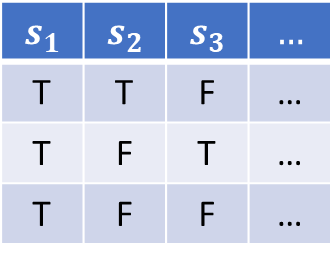 s₁ s₂ s₃ ...
T T F ...
T F T ...
T F F ...